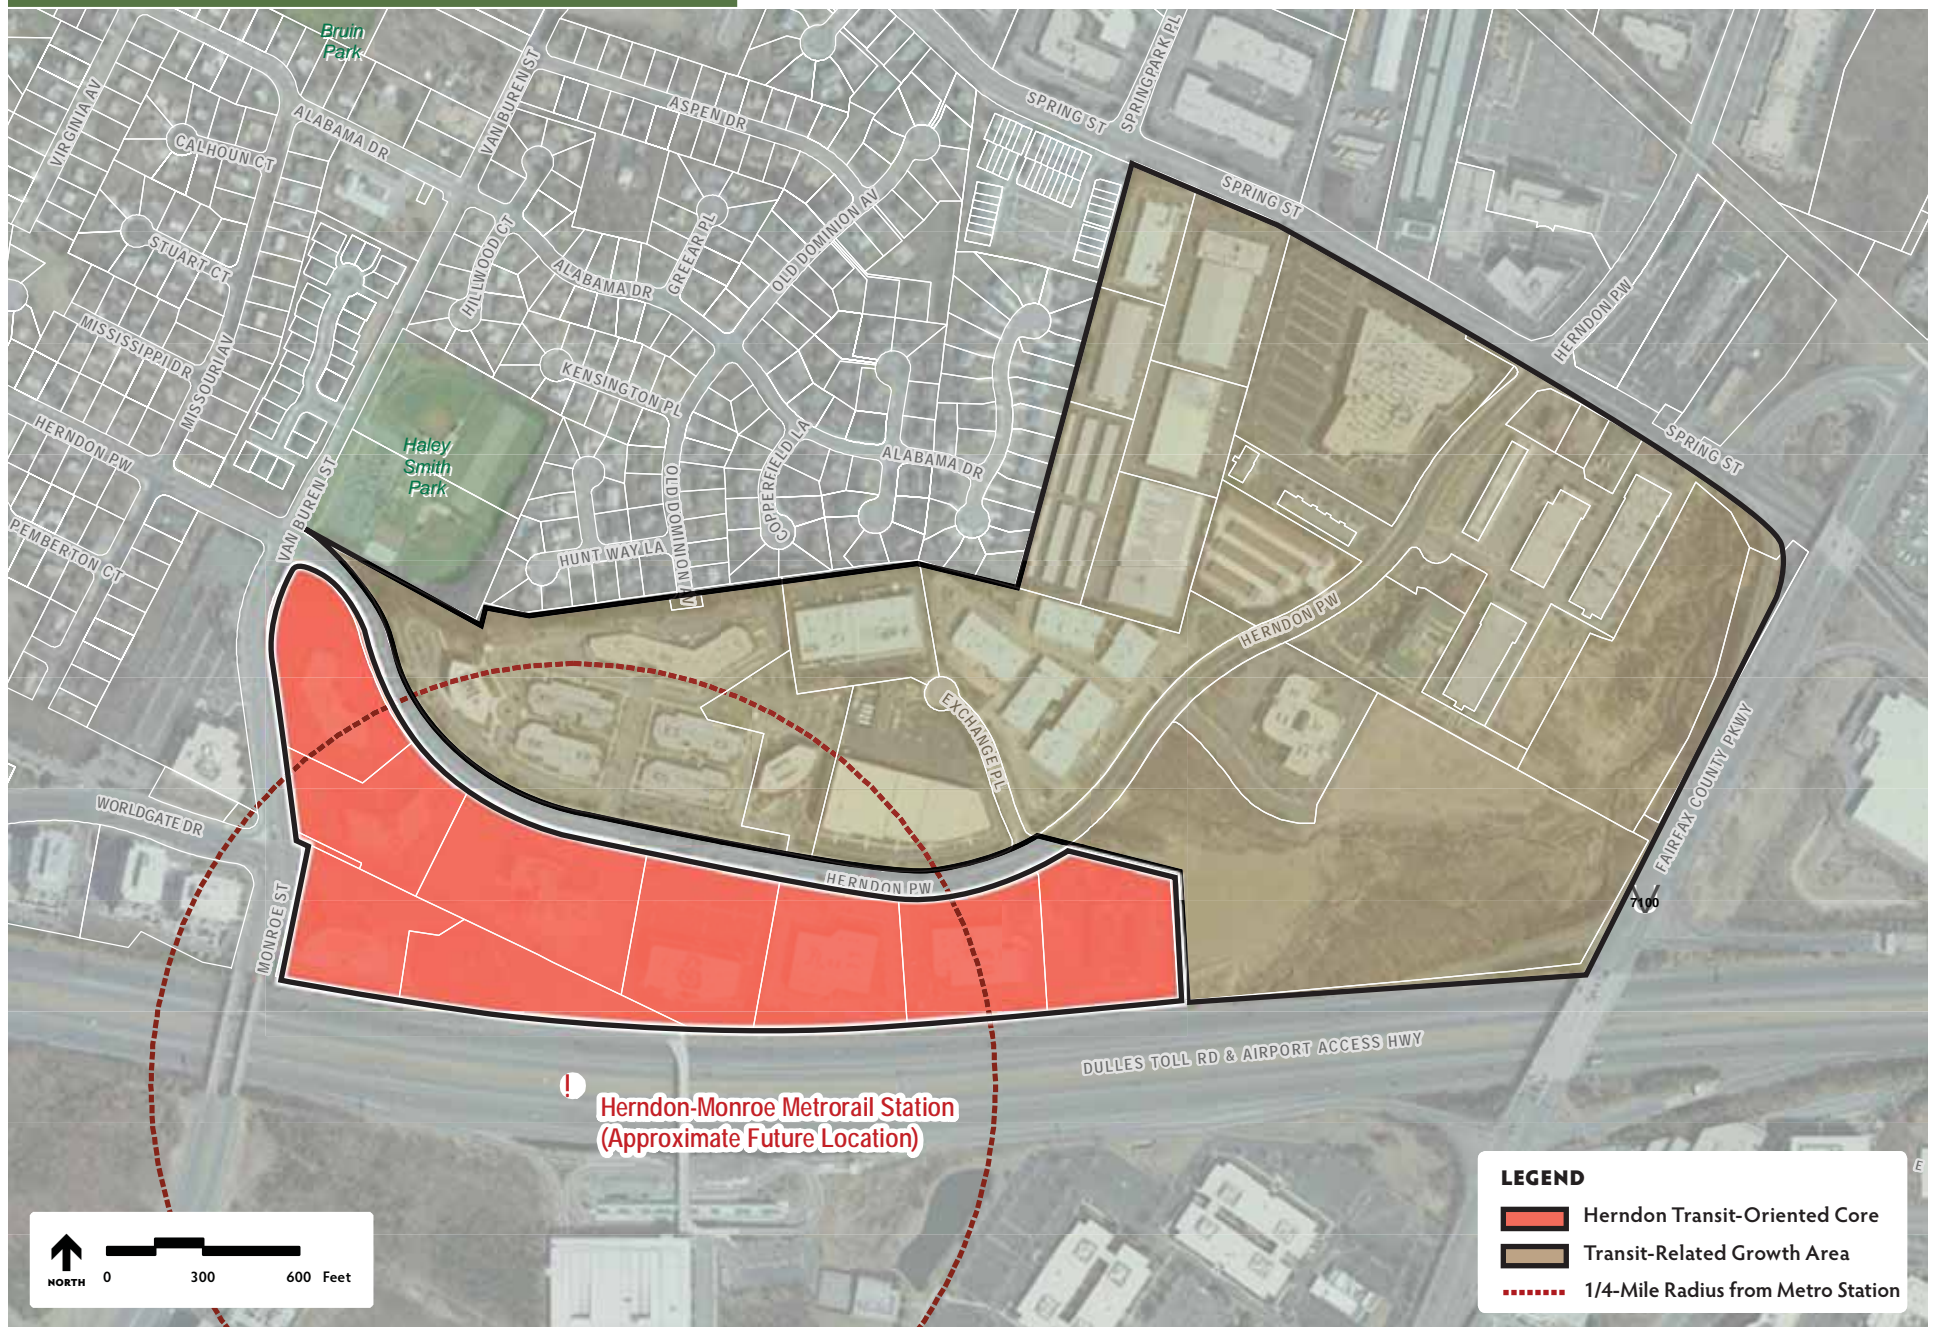 Bruin
Park
VIRGINIA AV
CALHOUN CT
ALABAMA DR
VAN BUREN ST
ASPEN DR
SPRING ST
SPRINGPARK PL
SPRING ST
STUART CT
HILLWOOD CT
ALABAMA DR
GREEAR PL
OLD DOMINION AV
HERNDON PW
MISSISSIPPI DR
MISSOURI AV
KENSINGTON PL
HERNDON PW
Haley
Smith
Park
COPPERFIELD LA
ALABAMA DR
SPRING ST
VAN BUREN ST
OLD DOMINION AV
PEMBERTON CT
HUNT WAY LA
HERNDON PW
EXCHANGE PL
WORLDGATE DR
FAIRFAX COUNTY PKWY
HERNDON PW
7100
MONROE ST
DULLES TOLL RD & AIRPORT ACCESS HWY
Herndon-Monroe Metrorail Station
(Approximate Future Location)
E
LEGEND
Herndon Transit-Oriented Core
Transit-Related Growth Area
1/4-Mile Radius from Metro Station
NORTH
0 300 600 Feet